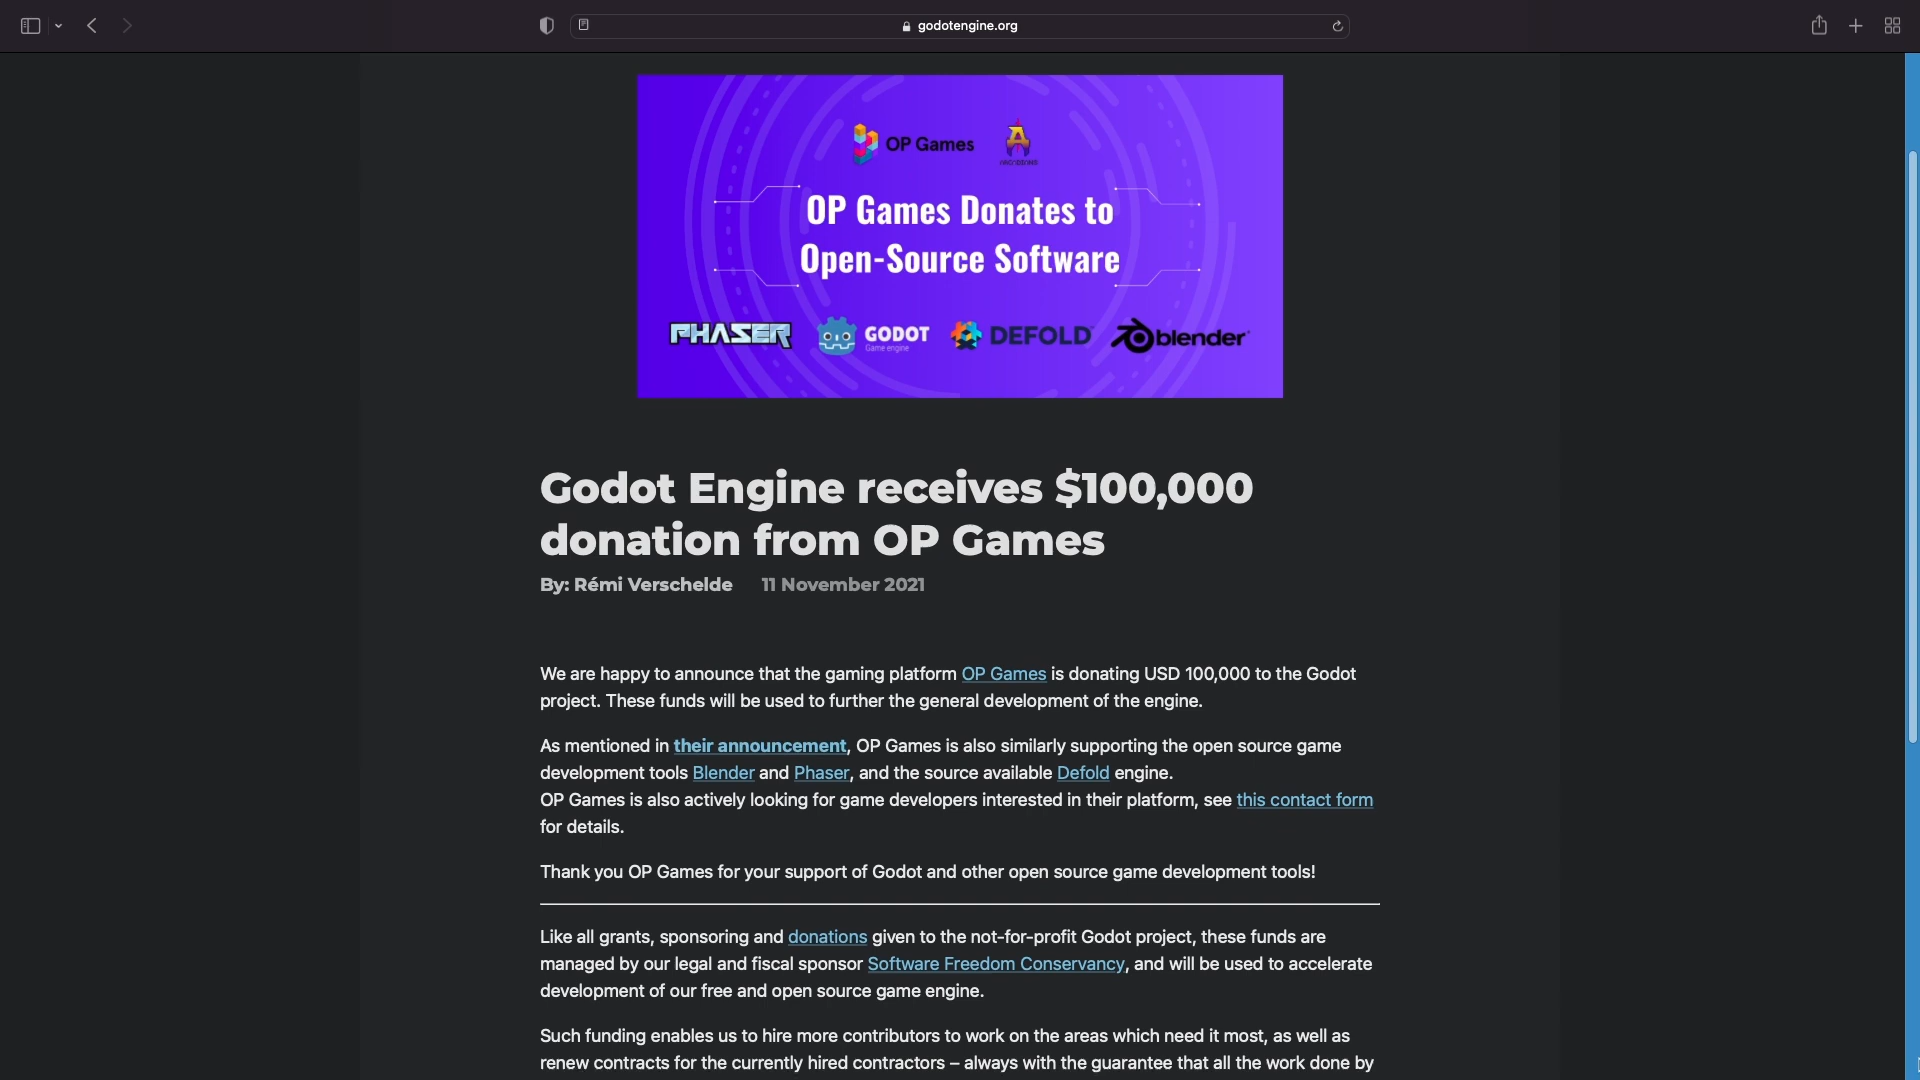 godotengine.org
OP Games
ARCADIANS
OP Games Donates to
Open-Source Software
PHASER
GODOT
Game engine
DEFOLD
blender
Godot Engine receives $100,000
donation from OP Games
By: Rémi Verschelde 11 November 2021
We are happy to announce that the gaming platform OP Games is donating USD 100,000 to the Godot
project. These funds will be used to further the general development of the engine.
As mentioned in their announcement, OP Games is also similarly supporting the open source game
development tools Blender and Phaser, and the source available Defold engine.
OP Games is also actively looking for game developers interested in their platform, see this contact form
for details.
Thank you OP Games for your support of Godot and other open source game development tools!
Like all grants, sponsoring and donations given to the not-for-profit Godot project, these funds are
managed by our legal and fiscal sponsor Software Freedom Conservancy, and will be used to accelerate
development of our free and open source game engine.
Such funding enables us to hire more contributors to work on the areas which need it most, as well as
renew contracts for the currently hired contractors – always with the guarantee that all the work done by